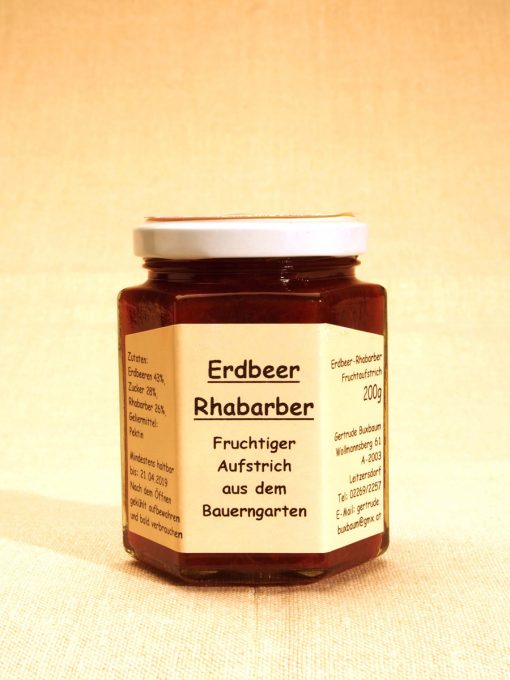 Zutaten:
Erdbeeren 43%,
Zucker 28%,
Rhabarber 26%,
Geliermittel:
Pektin
Mindestens haltbar
bis: 21.04.2019
Nach dem Öffnen
gekühlt aufbewahren
und bald verbrauchen
Erdbeer
Rhabarber
Fruchtiger
Aufstrich
aus dem
Bauerngarten
Erdbeer-Rhabarber
Fruchtaufstrich
200g
Gertrude Buxbaum
Wollmannsberg 61
A-2003
Leitzersdorf
Tel: 02269/2257
E-Mail: gertrude.
buxbaum@gmx.at